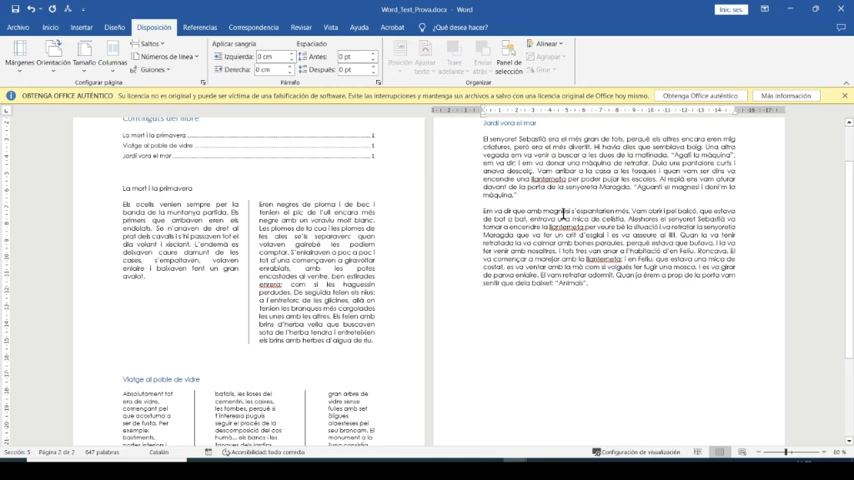 Word_Text_Prova.docx - Word
Inic. ses.
Archivo Inicio Insertar Diseño Disposición Referencias Correspondencia Revisar Vista Ayuda Acrobat ¿Qué desea hacer?
Márgenes Orientación Tamaño Columnas
Saltos
Números de línea
Guiones
Configurar página
Aplicar sangría
Izquierda: 0 cm
Derecha: 0 cm
Espaciado
Antes: 0 pt
Después: 0 pt
Párrafo
Posición Ajustar texto Traer adelante Enviar atrás Panel de selección
Alinear
Agrupar
Girar
Organizar
OBTENGA OFFICE AUTÉNTICO Su licencia no es original y puede ser víctima de una falsificación de software. Evite las interrupciones y mantenga sus archivos a salvo con una licencia original de Office hoy mismo. Obtenga Office auténtico Más información
Continguts del llibre
La mort i la primavera 1
Viatge al poble de vidre 1
Jardí vora el mar 1
La mort i la primavera
Els ocells venien sempre per la
banda de la muntanya partida. Els
primers que arribaven eren els
prat dels cavalls i s'hi passaven tot el
dia volant i xisclant. L'endemà es
deixaven caure damunt de les
cases, s'empaitaven, volaven
enlaire i baixaven fent un gran
Eren negres de ploma i de bec i
tenien el pic de l'ull encara més
negre amb un voraviu molt blanc.
Les plomes de la cua i les plomes de
les ales se'ls separaven; quan
volaven gairebé les podíem
comptar. S'enlairaven a poc a poc i
tot d'una començaven a giravoltar
enrabiats, amb les potes
encastades al ventre, ben estirades
enrera; com si les haguessin
perdudes. De seguida feien els nius:
a l'entreforc de les glicines, allà on
tenien les branques més cargolades
les unes amb les altres. Els feien amb
brins d'herba vella que buscaven
sota de l'herba tendra i entreteixien
els brins amb herbes d'aigua de riu.
Viatge al poble de vidre
Absolutament tot
era de vidre,
començant pel
que acostuma a
ser de fusta. Per
exemple:
bastiments,
batalls, les lloses del
cementiri, les caixes,
les tombes, perquè si
t'interessa puguis
seguir el procés de la
descomposició del cos
humà... els bancs i les
gran arbre de
vidre sense
fulles amb set
àligues
seu brancam. El
monument a la
Jardí vora el mar
El senyoret Sebastià era el més gran de tots, perquè els altres encara eren mig
criatures, però era el més divertit. Hi havia dies que semblava boig. Una altra
vegada em va venir a buscar a les dues de la matinada. "Agafi la màquina",
em va dir; i em va donar una màquina de retratar. Duia uns pantalons curts i
anava descalç. Vam arribar a la casa a les fosques i quan vam ser dins va
encendre una llanterneta per poder pujar les escales. Al replà ens vam aturar
davant de la porta de la senyoreta Maragda. "Aguanti el magnesi i doni'm la
màquina."
Em va dir que amb magnesi s'espantarien més. Vam obrir i pel balcó, que estava
de bat a bat, entrava una mica de celístia. Aleshores el senyoret Sebastià va
tornar a encendre la llanterneta per veure bé la situació i va retratar la senyoreta
Maragda que va fer un crit d'esglai i es va asseure al llit. Quan la va tenir
retratada la va calmar amb bones paraules, perquè estava que bufava, i la va
fer venir amb nosaltres, i tots tres vam anar a l'habitació d'en Feliu. Roncava. El
va començar a marejar amb la llanterneta; i en Feliu, que estava una mica de
costat, es va ventar amb la mà com si volgués fer fugir una mosca, i es va girar
de panxa enlaire. El vam retratar adormit. Quan ja érem a prop de la porta vam
sentir que deia baixet: "Animals".
Sección: 5 Página 2 de 2 647 palabras Catalán Accesibilidad: todo correcto Configuración de visualización 80 %